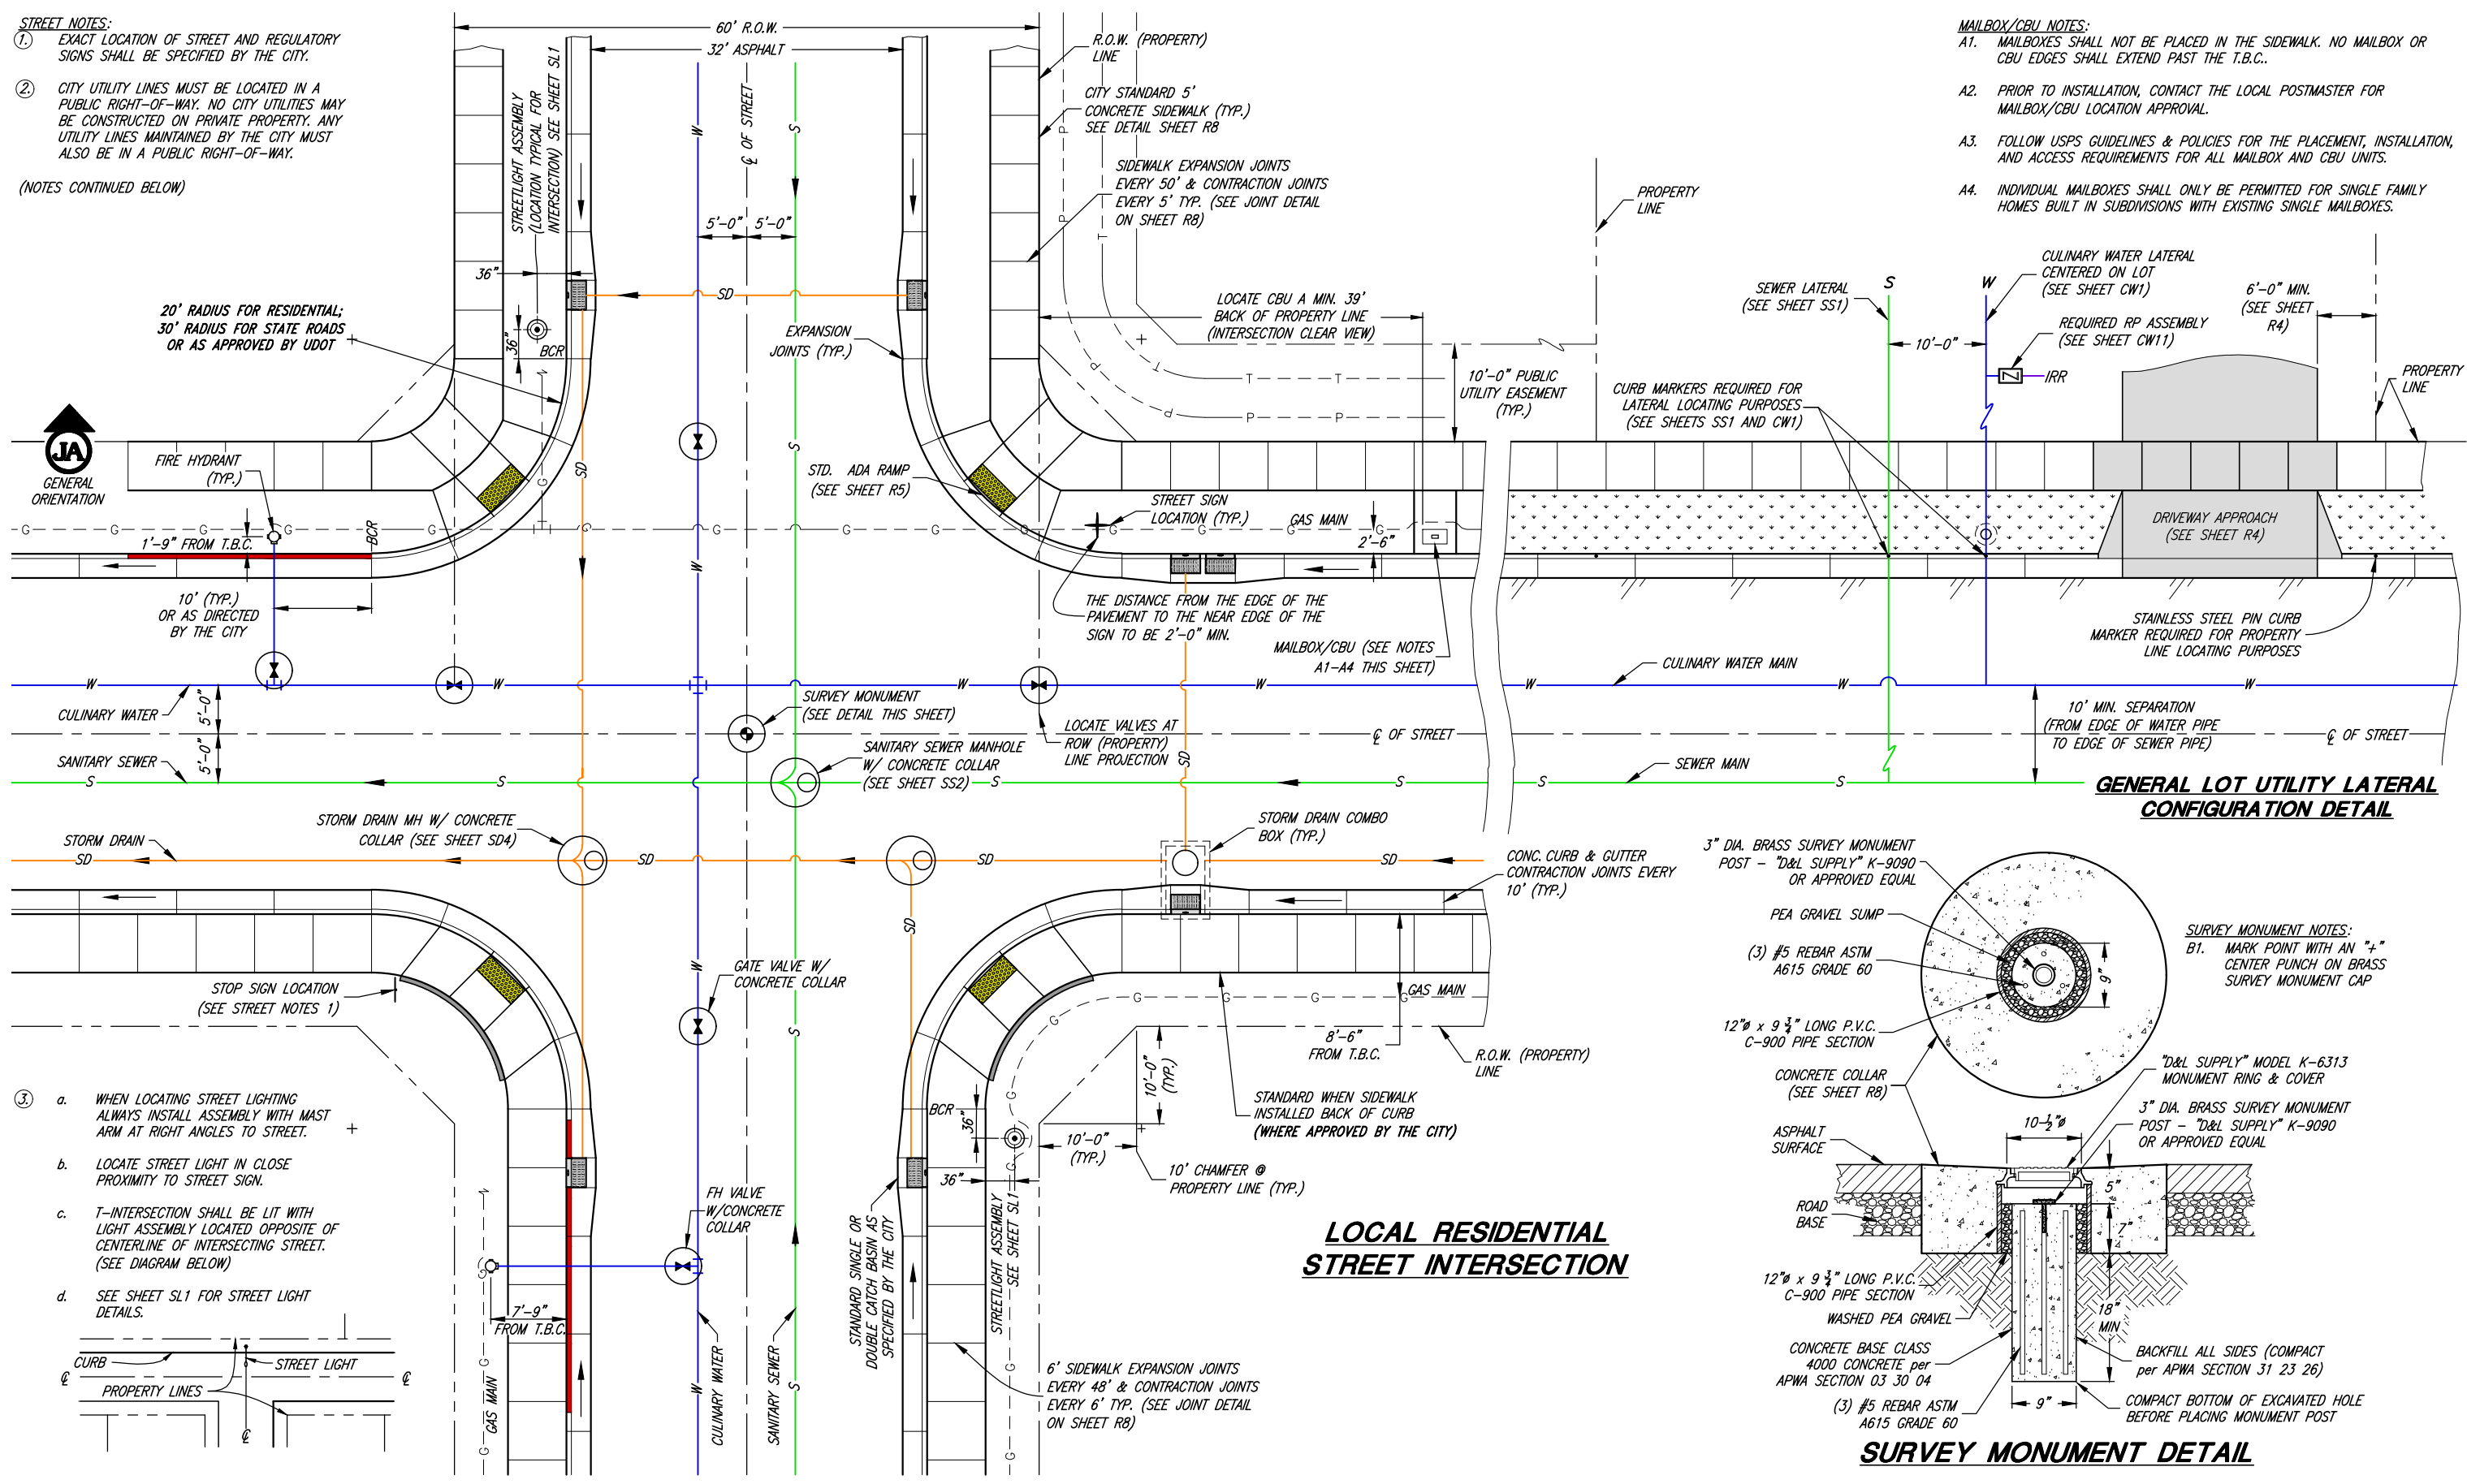 STREET NOTES:
1. EXACT LOCATION OF STREET AND REGULATORY
SIGNS SHALL BE SPECIFIED BY THE CITY.
2. CITY UTILITY LINES MUST BE LOCATED IN A
PUBLIC RIGHT-OF-WAY. NO CITY UTILITIES MAY
BE CONSTRUCTED ON PRIVATE PROPERTY. ANY
UTILITY LINES MAINTAINED BY THE CITY MUST
ALSO BE IN A PUBLIC RIGHT-OF-WAY.
(NOTES CONTINUED BELOW)
60' R.O.W.
32' ASPHALT
STREETLIGHT ASSEMBLY
(LOCATION TYPICAL FOR
INTERSECTION) SEE SHEET SL1
℄ OF STREET
W
S
5'-0"
5'-0"
36"
36"
BCR
SD
R.O.W. (PROPERTY)
LINE
CITY STANDARD 5'
CONCRETE SIDEWALK (TYP.)
SEE DETAIL SHEET R8
SIDEWALK EXPANSION JOINTS
EVERY 50' & CONTRACTION JOINTS
EVERY 5' TYP. (SEE JOINT DETAIL
ON SHEET R8)
P
P
T
PROPERTY
LINE
MAILBOX/CBU NOTES:
A1. MAILBOXES SHALL NOT BE PLACED IN THE SIDEWALK. NO MAILBOX OR
CBU EDGES SHALL EXTEND PAST THE T.B.C..
A2. PRIOR TO INSTALLATION, CONTACT THE LOCAL POSTMASTER FOR
MAILBOX/CBU LOCATION APPROVAL.
A3. FOLLOW USPS GUIDELINES & POLICIES FOR THE PLACEMENT, INSTALLATION,
AND ACCESS REQUIREMENTS FOR ALL MAILBOX AND CBU UNITS.
A4. INDIVIDUAL MAILBOXES SHALL ONLY BE PERMITTED FOR SINGLE FAMILY
HOMES BUILT IN SUBDIVISIONS WITH EXISTING SINGLE MAILBOXES.
20' RADIUS FOR RESIDENTIAL;
30' RADIUS FOR STATE ROADS
OR AS APPROVED BY UDOT
EXPANSION
JOINTS (TYP.)
LOCATE CBU A MIN. 39'
BACK OF PROPERTY LINE
(INTERSECTION CLEAR VIEW)
10'-0" PUBLIC
UTILITY EASEMENT
(TYP.)
T
P
T T
P P
SEWER LATERAL
(SEE SHEET SS1)
S
W
CULINARY WATER LATERAL
CENTERED ON LOT
(SEE SHEET CW1)
REQUIRED RP ASSEMBLY
(SEE SHEET CW11)
IRR
10'-0"
6'-0" MIN.
(SEE SHEET
R4)
PROPERTY
LINE
CURB MARKERS REQUIRED FOR
LATERAL LOCATING PURPOSES
(SEE SHEETS SS1 AND CW1)
JA
GENERAL
ORIENTATION
FIRE HYDRANT
(TYP.)
1'-9" FROM T.B.C.
BCR
10' (TYP.)
OR AS DIRECTED
BY THE CITY
N
G
SD
S
W
STD. ADA RAMP
(SEE SHEET R5)
STREET SIGN
LOCATION (TYP.)
GAS MAIN
G G G G G G G G G G G G
2'-6"
DRIVEWAY APPROACH
(SEE SHEET R4)
THE DISTANCE FROM THE EDGE OF THE
PAVEMENT TO THE NEAR EDGE OF THE
SIGN TO BE 2'-0" MIN.
MAILBOX/CBU (SEE NOTES
A1-A4 THIS SHEET)
STAINLESS STEEL PIN CURB
MARKER REQUIRED FOR PROPERTY
LINE LOCATING PURPOSES
CULINARY WATER MAIN
W W W W W W W
CULINARY WATER
5'-0"
5'-0"
SANITARY SEWER
SURVEY MONUMENT
(SEE DETAIL THIS SHEET)
SANITARY SEWER MANHOLE
W/ CONCRETE COLLAR
(SEE SHEET SS2)
LOCATE VALVES AT
ROW (PROPERTY)
LINE PROJECTION
SD
℄ OF STREET
10' MIN. SEPARATION
(FROM EDGE OF WATER PIPE
TO EDGE OF SEWER PIPE)
℄ OF STREET
SEWER MAIN
S S S S S S
GENERAL LOT UTILITY LATERAL
CONFIGURATION DETAIL
STORM DRAIN
STORM DRAIN MH W/ CONCRETE
COLLAR (SEE SHEET SD4)
STORM DRAIN COMBO
BOX (TYP.)
SD SD SD SD
CONC. CURB & GUTTER
CONTRACTION JOINTS EVERY
10' (TYP.)
SD
STOP SIGN LOCATION
(SEE STREET NOTES 1)
GATE VALVE W/
CONCRETE COLLAR
W
S
G G G G G
GAS MAIN
8'-6"
FROM T.B.C.
R.O.W. (PROPERTY)
LINE
10'-0"
(TYP.)
STANDARD WHEN SIDEWALK
INSTALLED BACK OF CURB
(WHERE APPROVED BY THE CITY)
BCR
36"
36"
10'-0"
(TYP.)
10' CHAMFER @
PROPERTY LINE (TYP.)
3. a. WHEN LOCATING STREET LIGHTING
ALWAYS INSTALL ASSEMBLY WITH MAST
ARM AT RIGHT ANGLES TO STREET.
b. LOCATE STREET LIGHT IN CLOSE
PROXIMITY TO STREET SIGN.
c. T-INTERSECTION SHALL BE LIT WITH
LIGHT ASSEMBLY LOCATED OPPOSITE OF
CENTERLINE OF INTERSECTING STREET.
(SEE DIAGRAM BELOW)
d. SEE SHEET SL1 FOR STREET LIGHT
DETAILS.
CURB
STREET LIGHT
℄
℄
PROPERTY LINES
℄
N
G
GAS MAIN
G
G
7'-9"
FROM T.B.C.
FH VALVE
W/CONCRETE
COLLAR
CULINARY WATER
W
SANITARY SEWER
S
STANDARD SINGLE OR
DOUBLE CATCH BASIN AS
SPECIFIED BY THE CITY
STREETLIGHT ASSEMBLY
SEE SHEET SL1
G
G
G
G
6' SIDEWALK EXPANSION JOINTS
EVERY 48' & CONTRACTION JOINTS
EVERY 6' TYP. (SEE JOINT DETAIL
ON SHEET R8)
LOCAL RESIDENTIAL
STREET INTERSECTION
3" DIA. BRASS SURVEY MONUMENT
POST - "D&L SUPPLY" K-9090
OR APPROVED EQUAL
PEA GRAVEL SUMP
(3) #5 REBAR ASTM
A615 GRADE 60
12"ø x 9 3/4" LONG P.V.C.
C-900 PIPE SECTION
CONCRETE COLLAR
(SEE SHEET R8)
9"
SURVEY MONUMENT NOTES:
B1. MARK POINT WITH AN "+"
CENTER PUNCH ON BRASS
SURVEY MONUMENT CAP
"D&L SUPPLY" MODEL K-6313
MONUMENT RING & COVER
3" DIA. BRASS SURVEY MONUMENT
POST - "D&L SUPPLY" K-9090
OR APPROVED EQUAL
10-1/2"ø
ASPHALT
SURFACE
ROAD
BASE
5"
7"
18"
MIN
12"ø x 9 3/4" LONG P.V.C.
C-900 PIPE SECTION
WASHED PEA GRAVEL
CONCRETE BASE CLASS
4000 CONCRETE per
APWA SECTION 03 30 04
(3) #5 REBAR ASTM
A615 GRADE 60
9"
BACKFILL ALL SIDES (COMPACT
per APWA SECTION 31 23 26)
COMPACT BOTTOM OF EXCAVATED HOLE
BEFORE PLACING MONUMENT POST
SURVEY MONUMENT DETAIL